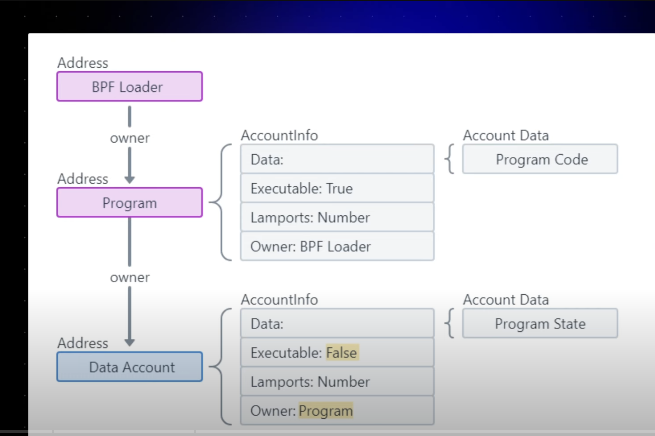 Address
BPF Loader
owner
Address
Program
AccountInfo
Data:
Executable: True
Lamports: Number
Owner: BPF Loader
Account Data
Program Code
owner
Address
Data Account
AccountInfo
Data:
Executable: False
Lamports: Number
Owner: Program
Account Data
Program State